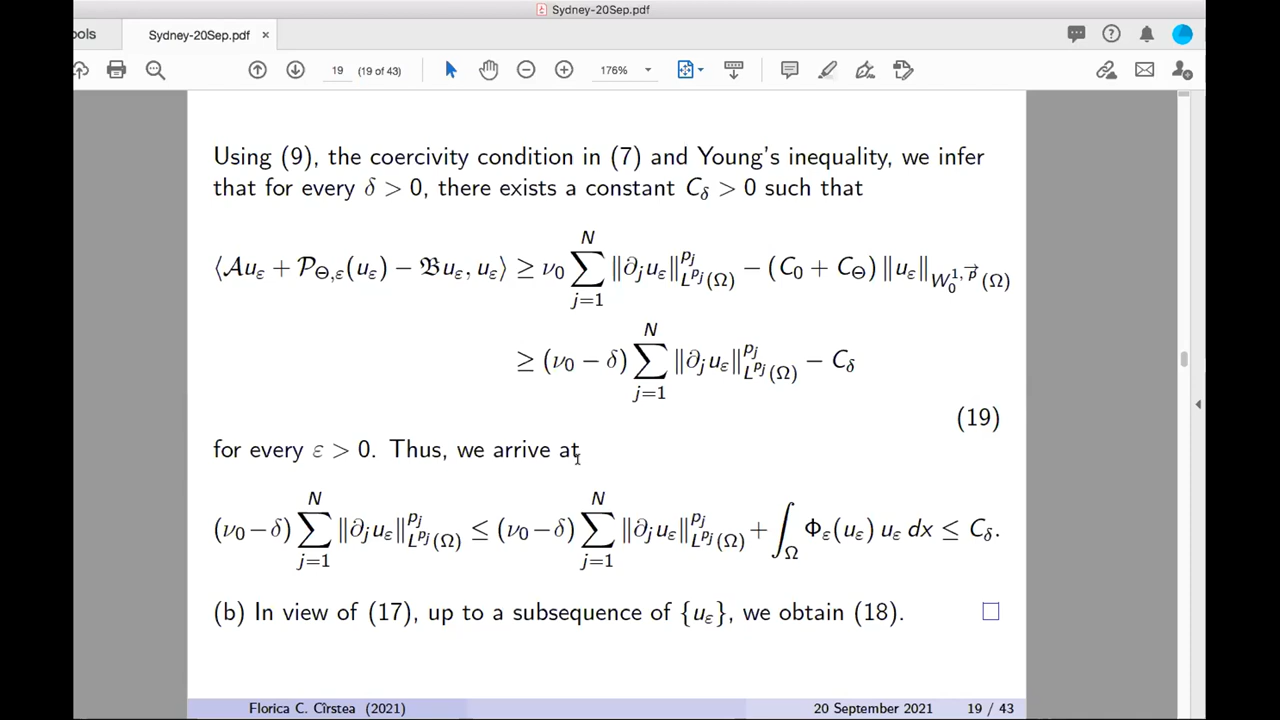 Sydney-20Sep.pdf
ools
Sydney-20Sep.pdf ×
19 (19 of 43) 176%
Using (9), the coercivity condition in (7) and Young's inequality, we infer
that for every δ > 0, there exists a constant C_δ > 0 such that
⟨𝒜u_ε + 𝒫_{Θ,ε}(u_ε) − 𝔅u_ε, u_ε⟩ ≥ ν_0 ∑_{j=1}^{N} ‖∂_j u_ε‖_{L^{p_j}(Ω)}^{p_j} − (C_0 + C_Θ) ‖u_ε‖_{W_0^{1,\vec{p}}(Ω)}
≥ (ν_0 − δ) ∑_{j=1}^{N} ‖∂_j u_ε‖_{L^{p_j}(Ω)}^{p_j} − C_δ
(19)
for every ε > 0. Thus, we arrive at
(ν_0 − δ) ∑_{j=1}^{N} ‖∂_j u_ε‖_{L^{p_j}(Ω)}^{p_j} ≤ (ν_0 − δ) ∑_{j=1}^{N} ‖∂_j u_ε‖_{L^{p_j}(Ω)}^{p_j} + ∫_Ω Φ_ε(u_ε) u_ε dx ≤ C_δ.
(b) In view of (17), up to a subsequence of {u_ε}, we obtain (18). □
Florica C. Cîrstea (2021) 20 September 2021 19 / 43